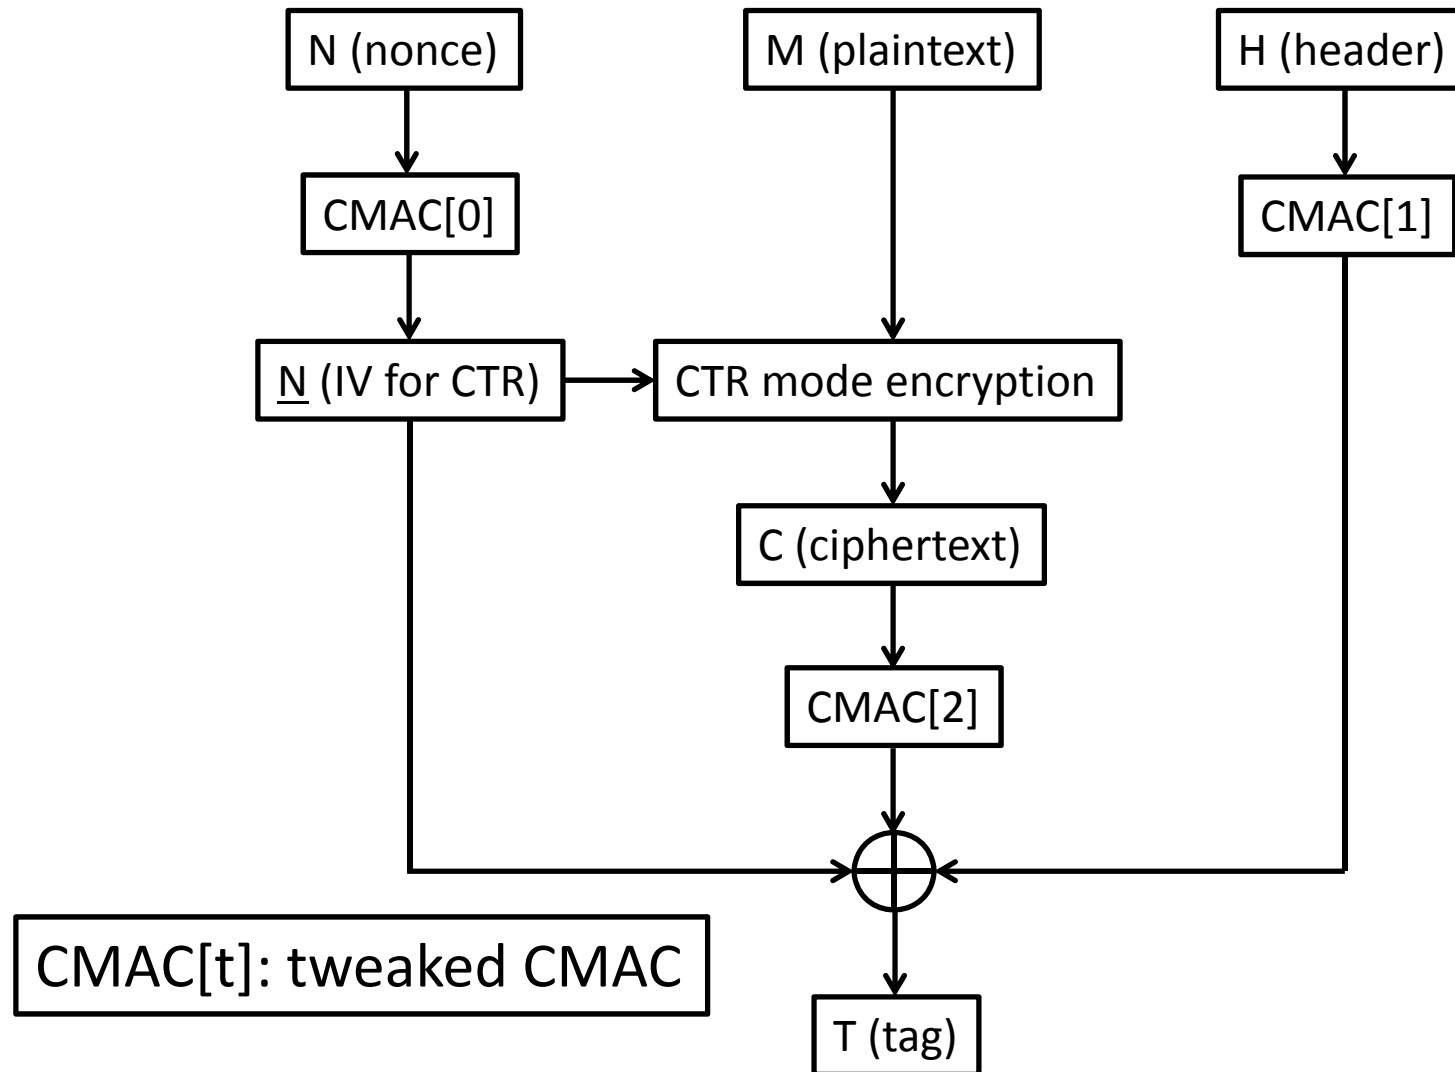 N (nonce)
M (plaintext)
H (header)
CMAC[0]
CMAC[1]
N (IV for CTR)
CTR mode encryption
C (ciphertext)
CMAC[2]
CMAC[t]: tweaked CMAC
T (tag)